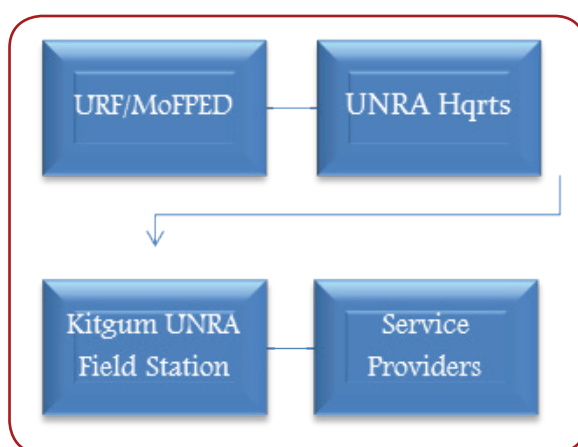 URF/MoFPED
UNRA Hqrts
Kitgum UNRA
Field Station
Service
Providers